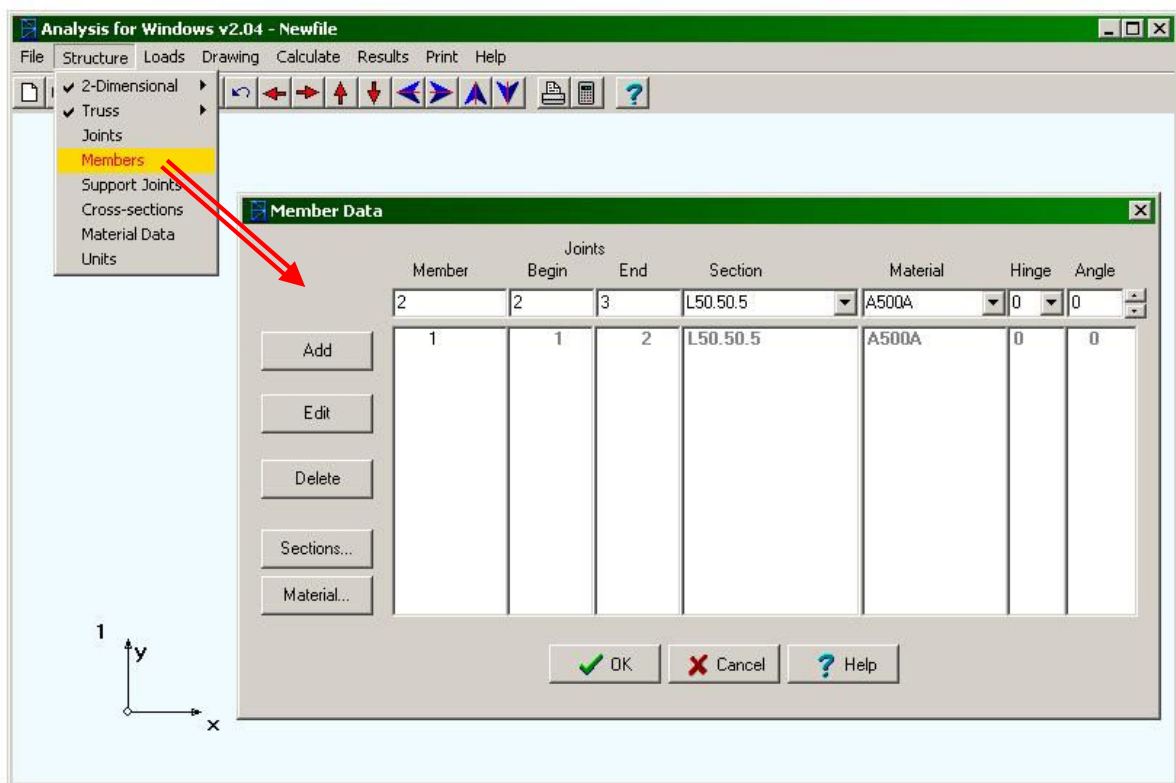 Analysis for Windows v2.04 - Newfile
File Structure Loads Drawing Calculate Results Print Help
2-Dimensional
Truss
Joints
Members
Support Joints
Cross-sections
Material Data
Units
Member Data
Joints
Member Begin End Section Material Hinge Angle
2 2 3 L50.50.5 A500A 0 0
1 1 2 L50.50.5 A500A 0 0
Add
Edit
Delete
Sections...
Material...
OK Cancel ? Help
1
y
x